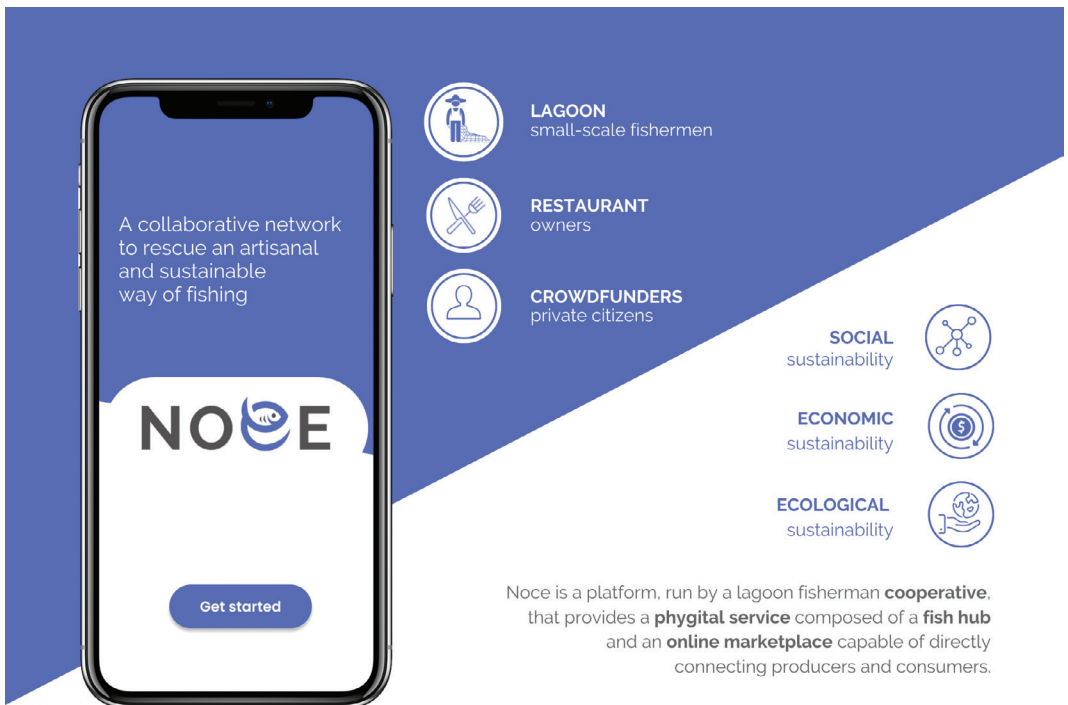 A collaborative network
to rescue an artisanal
and sustainable
way of fishing
NOCE
Get started
LAGOON
small-scale fishermen
RESTAURANT
owners
CROWDFUNDERS
private citizens
SOCIAL
sustainability
ECONOMIC
sustainability
$
ECOLOGICAL
sustainability
Noce is a platform, run by a lagoon fisherman cooperative,
that provides a phygital service composed of a fish hub
and an online marketplace capable of directly
connecting producers and consumers.